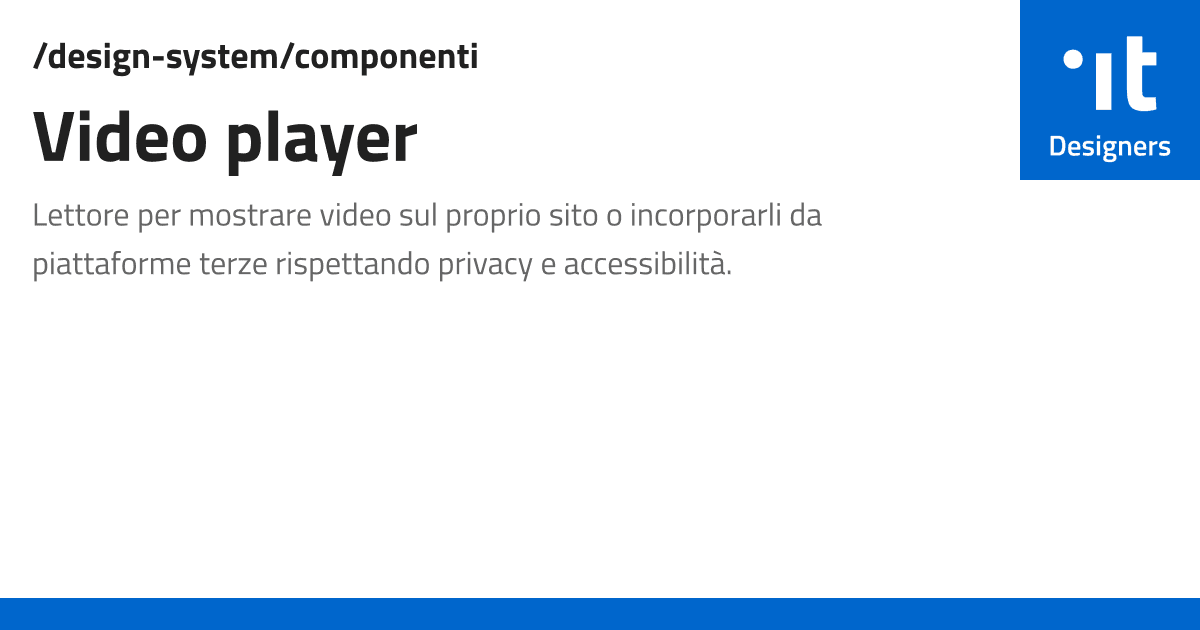 /design-system/componenti
Video player
Lettore per mostrare video sul proprio sito o incorporarli da
piattaforme terze rispettando privacy e accessibilità.
it
Designers